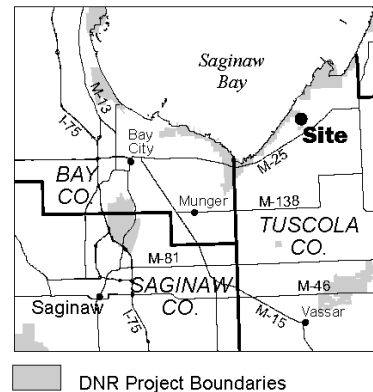 Saginaw
Bay
M-13
I-75
Site
M-25
Bay
City
BAY
CO.
Munger
M-138
TUSCOLA
CO.
M-81
SAGINAW
CO.
M-46
Saginaw
I-75
M-15
Vassar
DNR Project Boundaries